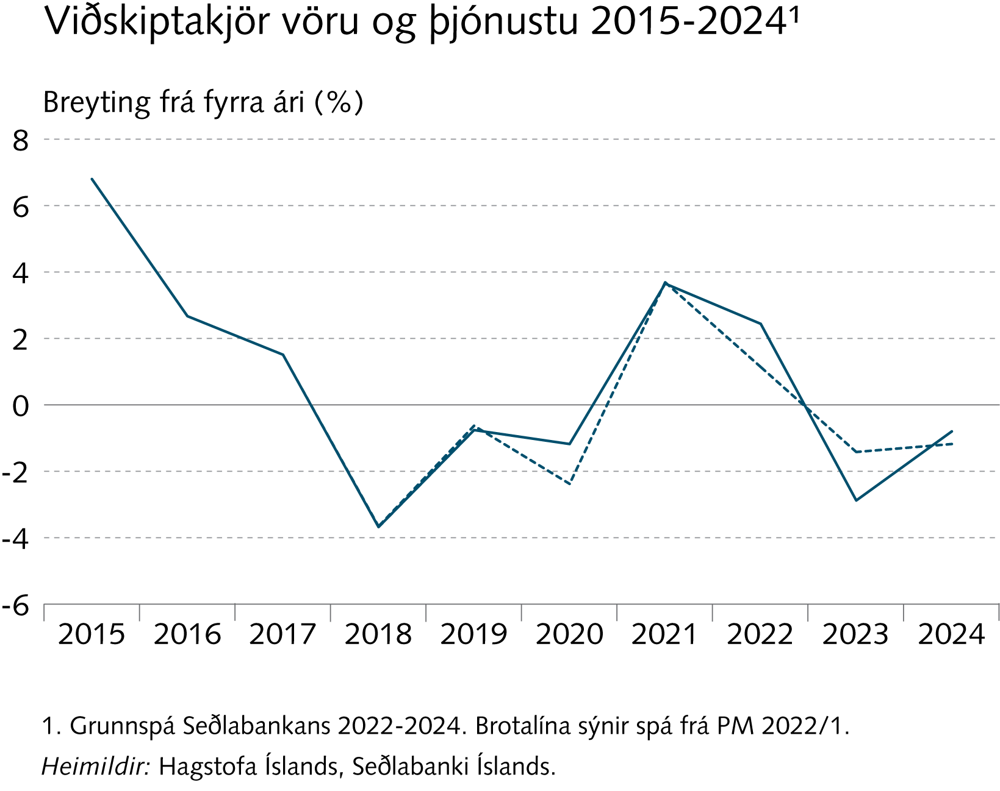 Viðskiptakjör vöru og þjónustu 2015-2024¹
Breyting frá fyrra ári (%)
8
6
4
2
0
-2
-4
-6
2015 2016 2017 2018 2019 2020 2021 2022 2023 2024
1. Grunnspá Seðlabankans 2022-2024. Brotalína sýnir spá frá PM 2022/1.
Heimildir: Hagstofa Íslands, Seðlabanki Íslands.